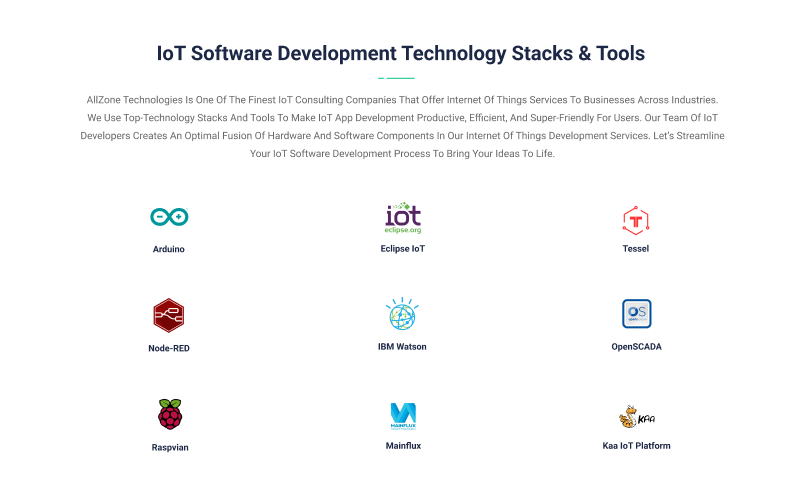 IoT Software Development Technology Stacks & Tools
AllZone Technologies Is One Of The Finest IoT Consulting Companies That Offer Internet Of Things Services To Businesses Across Industries.
We Use Top-Technology Stacks And Tools To Make IoT App Development Productive, Efficient, And Super-Friendly For Users. Our Team Of IoT
Developers Creates An Optimal Fusion Of Hardware And Software Components In Our Internet Of Things Development Services. Let's Streamline
Your IoT Software Development Process To Bring Your Ideas To Life.
iot
eclipse.org
T
Arduino
Eclipse IoT
Tessel
OS
Node-RED
IBM Watson
OpenSCADA
MAINFLUX
KAA
Raspvian
Mainflux
Kaa IoT Platform